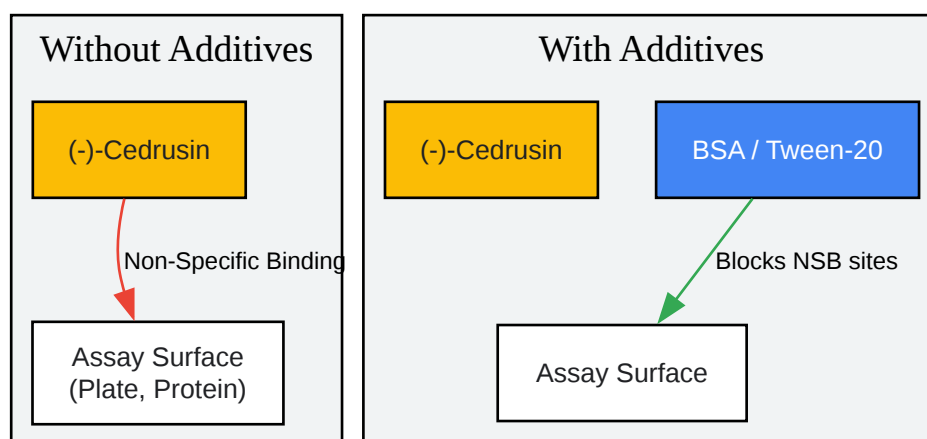 Without Additives
(-)-Cedrusin
Non-Specific Binding
Assay Surface
(Plate, Protein)
With Additives
(-)-Cedrusin
BSA / Tween-20
Blocks NSB sites
Assay Surface